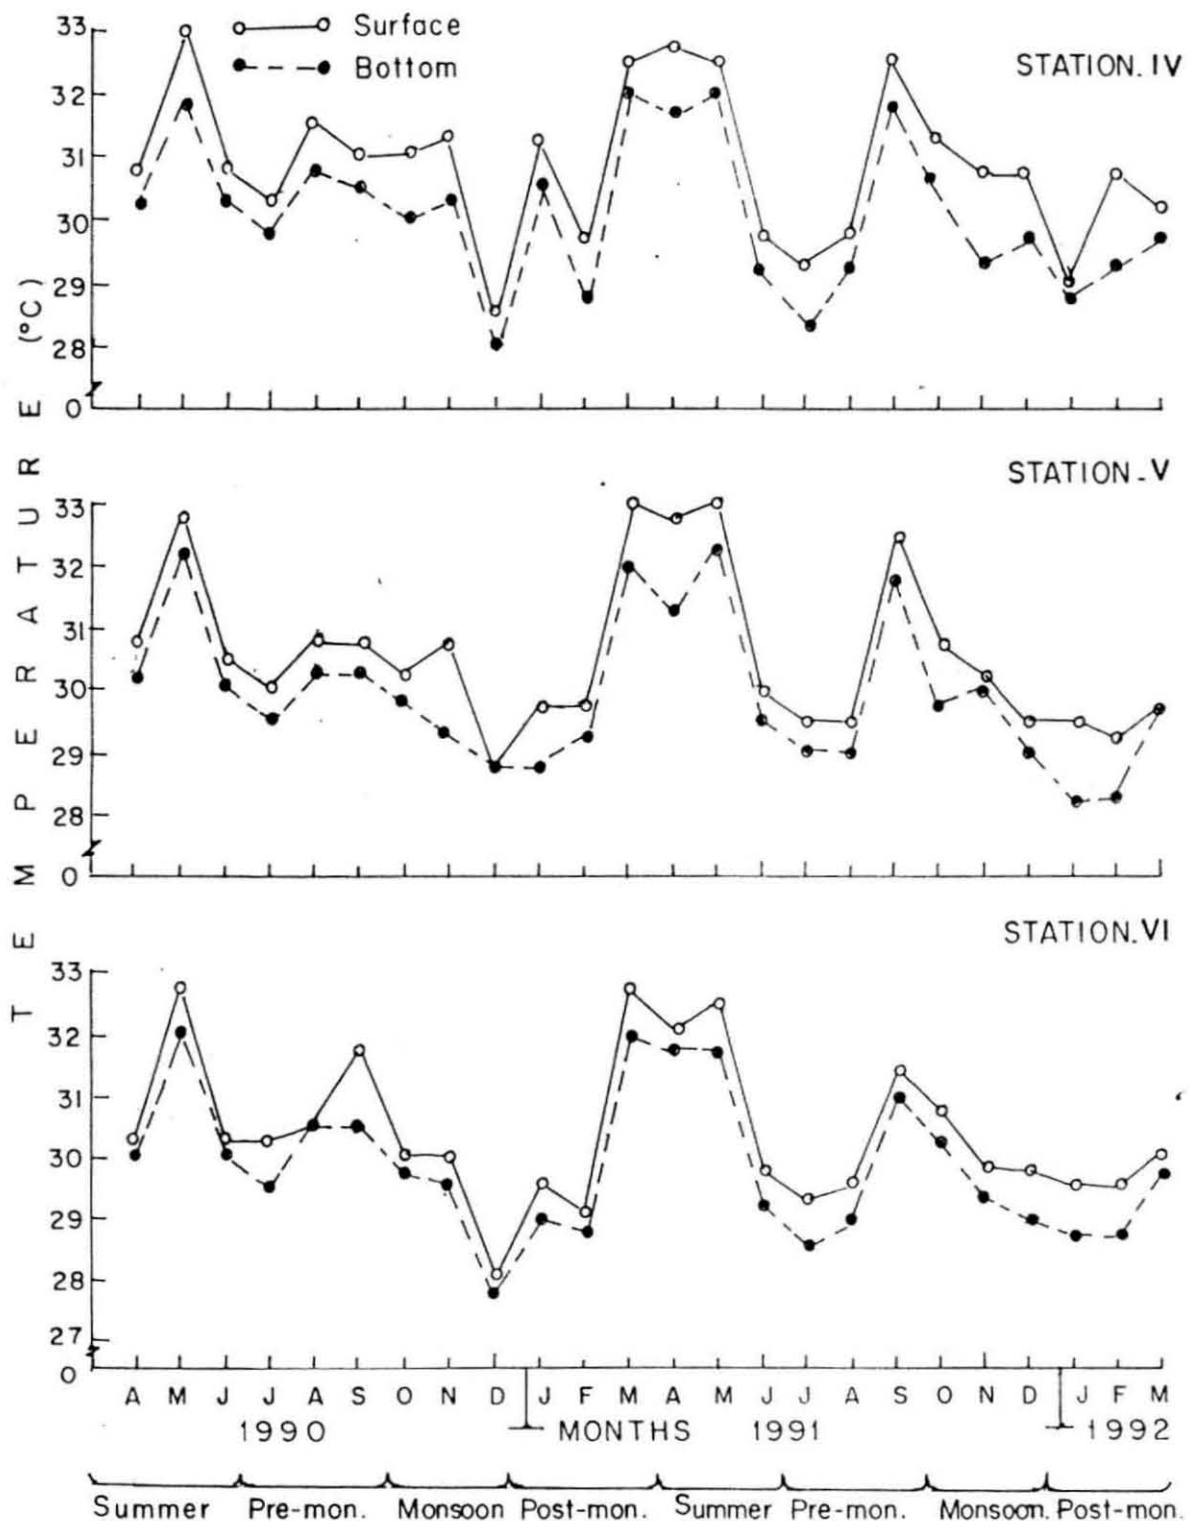 Surface
Bottom
STATION. IV
33
32
31
30
29
28
0
STATION - V
33
32
31
30
29
28
0
STATION. VI
33
32
31
30
29
28
27
0
TEMPERATURE (°C)
A M J J A S O N D J F M A M J J A S O N D J F M
1990 MONTHS 1991 1992
Summer Pre-mon. Monsoon Post-mon. Summer Pre-mon. Monsoon. Post-mon.